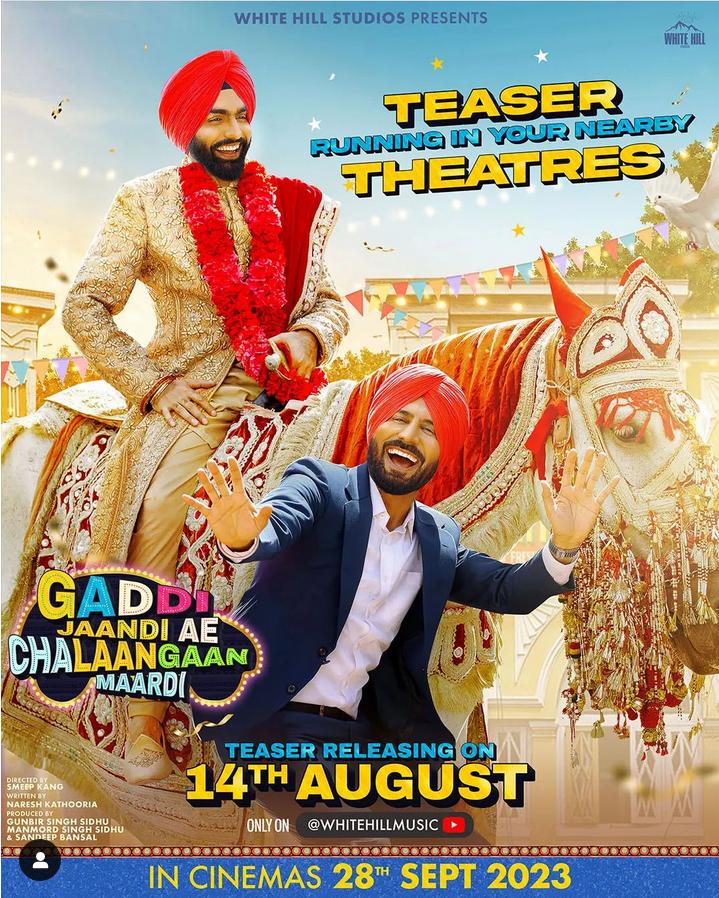 WHITE HILL STUDIOS PRESENTS
WHITE HILL
TEASER
RUNNING IN YOUR NEARBY
THEATRES
GADDI
JAANDI AE
CHALAANGAAN
MAARDI
TEASER RELEASING ON
14TH AUGUST
ONLY ON @WHITEHILLMUSIC
DIRECTED BY
SMEEP KANG
WRITTEN BY
NARESH KATHOORIA
PRODUCED BY
GUNBIR SINGH SIDHU
MANMORD SINGH SIDHU
& SANDEEP BANSAL
IN CINEMAS 28TH SEPT 2023